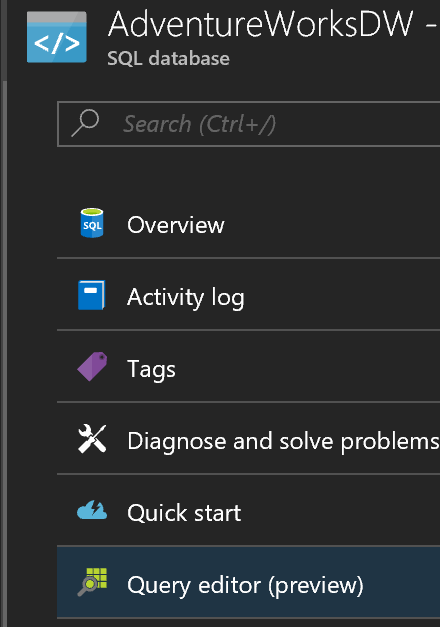 AdventureWorksDW -
SQL database
Search (Ctrl+/)
SQL
Overview
Activity log
Tags
Diagnose and solve problems
Quick start
Query editor (preview)